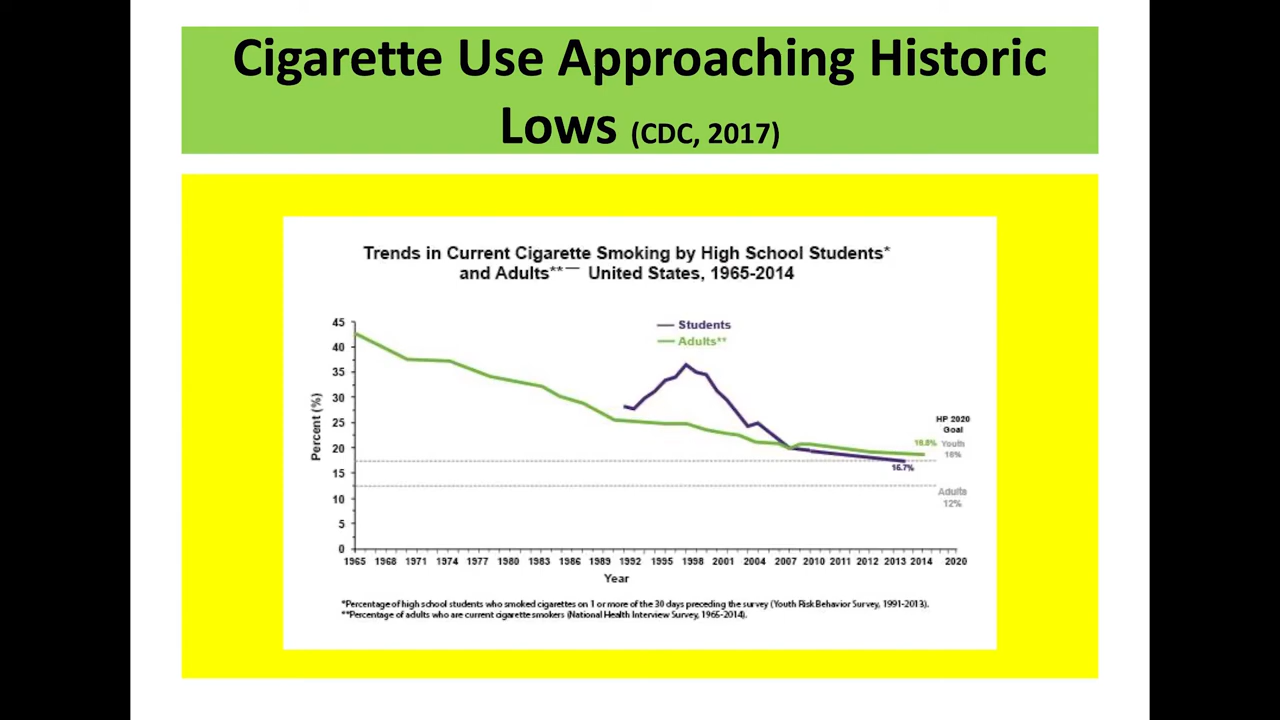 Cigarette Use Approaching Historic
Lows (CDC, 2017)
Trends in Current Cigarette Smoking by High School Students*
and Adults**— United States, 1965-2014
Students
Adults**
45
40
35
30
25
20
15
10
5
0
Percent (%)
HP 2020
Goal
Youth
16%
Adults
12%
16.8%
15.7%
1965 1968 1971 1974 1977 1980 1983 1986 1989 1992 1995 1998 2001 2004 2007 2010 2012 2013 2014 2020
Year
*Percentage of high school students who smoked cigarettes on 1 or more of the 30 days preceding the survey (Youth Risk Behavior Survey, 1991-2013).
**Percentage of adults who are current cigarette smokers (National Health Interview Survey, 1965-2014).